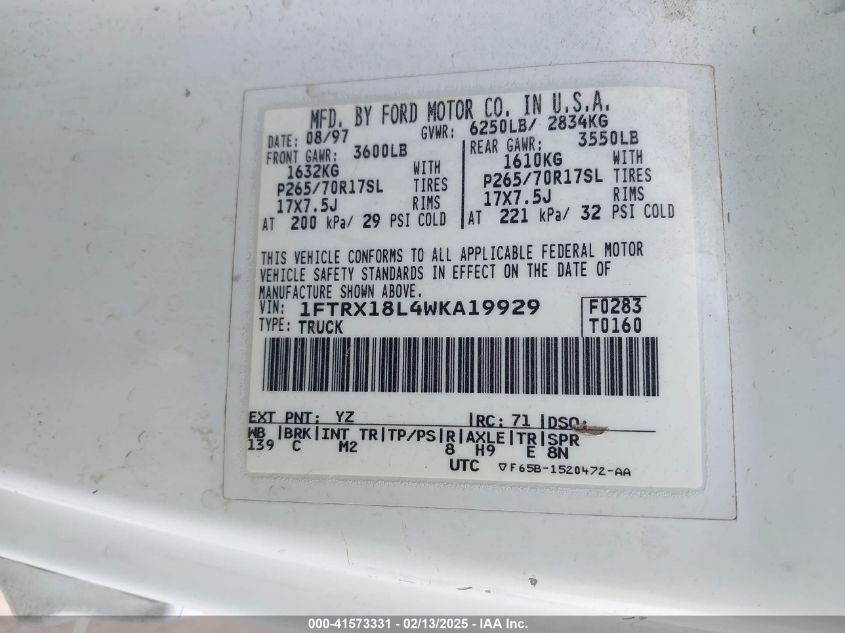 MFD. BY FORD MOTOR CO. IN U.S.A.
DATE: 08/97 GVWR: 6250LB/ 2834KG
FRONT GAWR: 3600LB REAR GAWR: 3550LB
1632KG WITH 1610KG WITH
P265/70R17SL TIRES P265/70R17SL TIRES
17X7.5J RIMS 17X7.5J RIMS
AT 200 kPa/ 29 PSI COLD AT 221 kPa/ 32 PSI COLD
THIS VEHICLE CONFORMS TO ALL APPLICABLE FEDERAL MOTOR
VEHICLE SAFETY STANDARDS IN EFFECT ON THE DATE OF
MANUFACTURE SHOWN ABOVE.
VIN: 1FTRX18L4WKA19929 F0283
TYPE: TRUCK T0160
EXT PNT: YZ RC: 71 DSO:
WB BRK INT TR TP/PS R AXLE TR SPR
139 C M2 8 H9 E 8N
UTC ▽F65B-1520472-AA
000-41573331 - 02/13/2025 - IAA Inc.